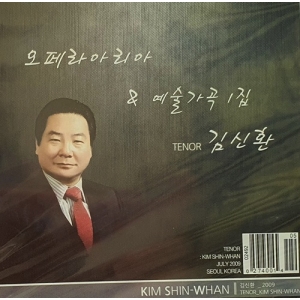 오페라아리아
& 예술가곡 1집
TENOR 김신환
TENOR
: KIM SHIN-WHAN
JULY 2009
SEOUL KOREA
KIM SHIN-WHAN
김신환 _ 2009
TENOR_KIM SHIN-WHAN